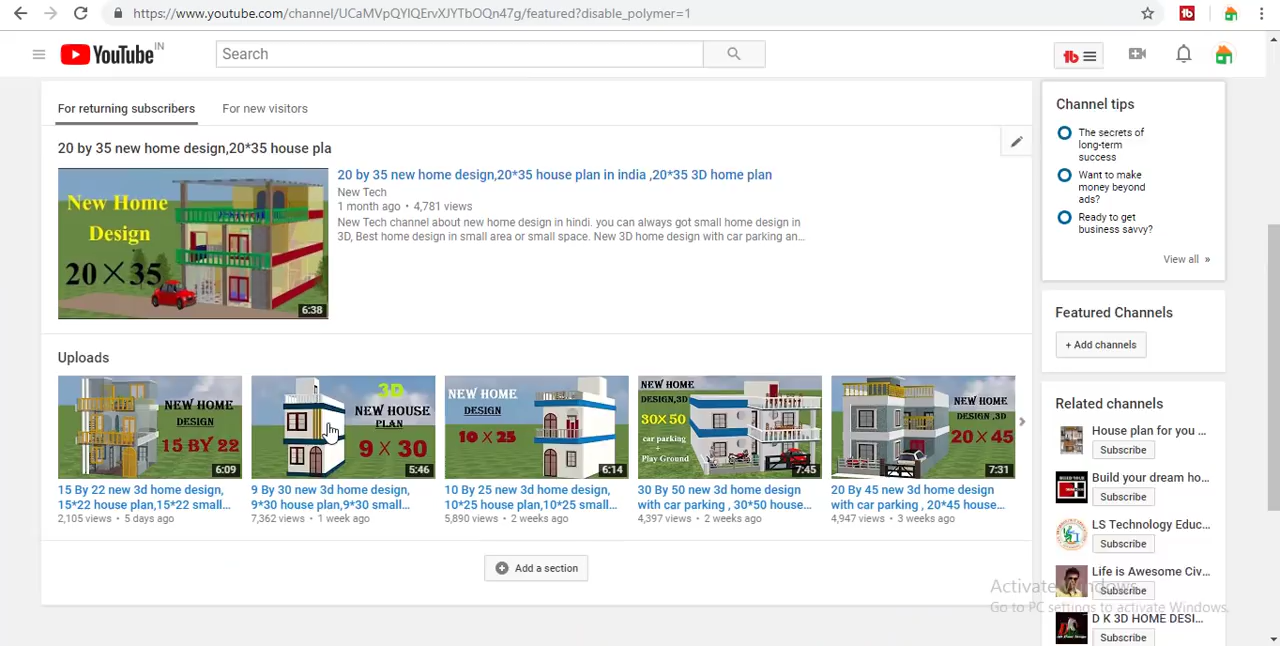 https://www.youtube.com/channel/UCaMVpQYIQErvXJYTbOQn47g/featured?disable_polymer=1
YouTube IN
Search
For returning subscribers
For new visitors
20 by 35 new home design,20*35 house pla
New Home
Design
20×35
6:38
20 by 35 new home design,20*35 house plan in india ,20*35 3D home plan
New Tech
1 month ago • 4,781 views
New Tech channel about new home design in hindi. you can always got small home design in
3D, Best home design in small area or small space. New 3D home design with car parking an...
Uploads
NEW HOME
DESIGN
15 BY 22
6:09
15 By 22 new 3d home design,
15*22 house plan,15*22 small...
2,105 views • 5 days ago
3D
NEW HOUSE
PLAN
9 × 30
5:46
9 By 30 new 3d home design,
9*30 house plan,9*30 small...
7,362 views • 1 week ago
NEW HOME
DESIGN
10 × 25
6:14
10 By 25 new 3d home design,
10*25 house plan,10*25 small...
5,890 views • 2 weeks ago
NEW HOME
DESIGN,3D
30×50
car parking
+
Play Ground
7:45
30 By 50 new 3d home design
with car parking , 30*50 house...
4,397 views • 2 weeks ago
NEW HOME
DESIGN ,3D
20×45
7:31
20 By 45 new 3d home design
with car parking , 20*45 house...
4,947 views • 3 weeks ago
Add a section
Channel tips
The secrets of
long-term
success
Want to make
money beyond
ads?
Ready to get
business savvy?
View all »
Featured Channels
+ Add channels
Related channels
House plan for you ...
Subscribe
Build your dream ho...
Subscribe
LS Technology Educ...
Subscribe
Life is Awesome Civ...
Subscribe
D K 3D HOME DESI...
Subscribe
Activate Windows
Go to PC settings to activate Windows.